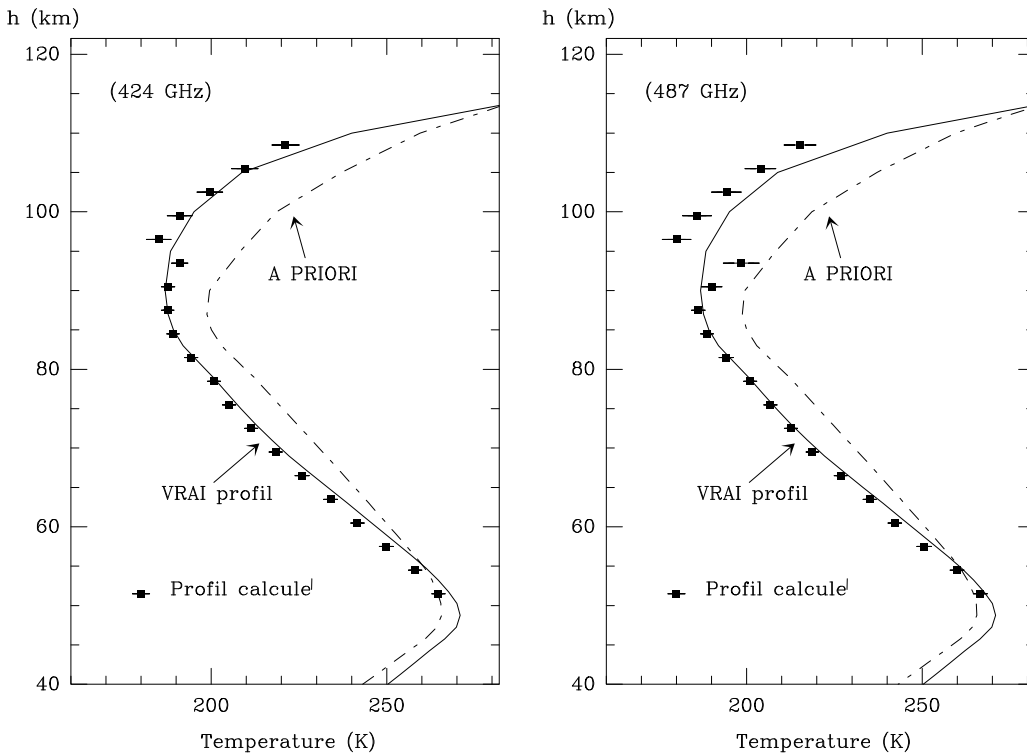 h (km)
120
(424 GHz)
100
A PRIORI
80
VRAI profil
60
Profil calcule|
40
200
250
Temperature (K)
h (km)
120
(487 GHz)
100
A PRIORI
80
VRAI profil
60
Profil calcule|
40
200
250
Temperature (K)